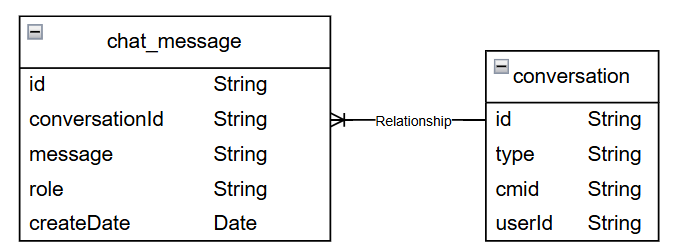 chat_message
id String
conversationId String
message String
role String
createDate Date
Relationship
conversation
id String
type String
cmid String
userId String